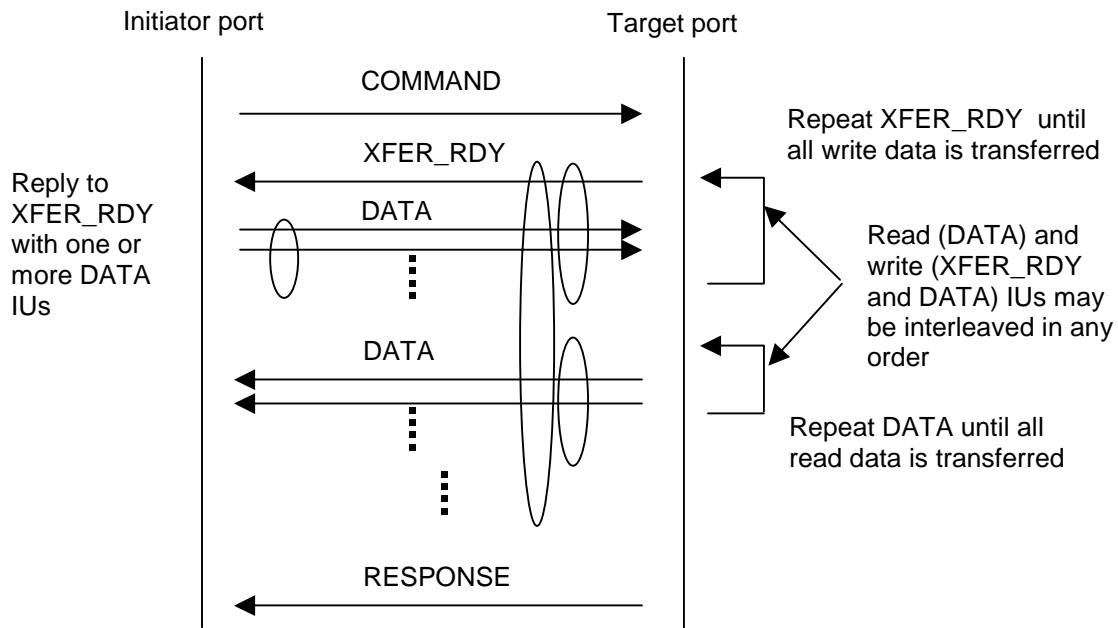 Initiator port
Target port
COMMAND
Repeat XFER_RDY until
all write data is transferred
XFER_RDY
Reply to
XFER_RDY
with one or
more DATA
IUs
DATA
Read (DATA) and
write (XFER_RDY
and DATA) IUs may
be interleaved in any
order
DATA
Repeat DATA until all
read data is transferred
RESPONSE